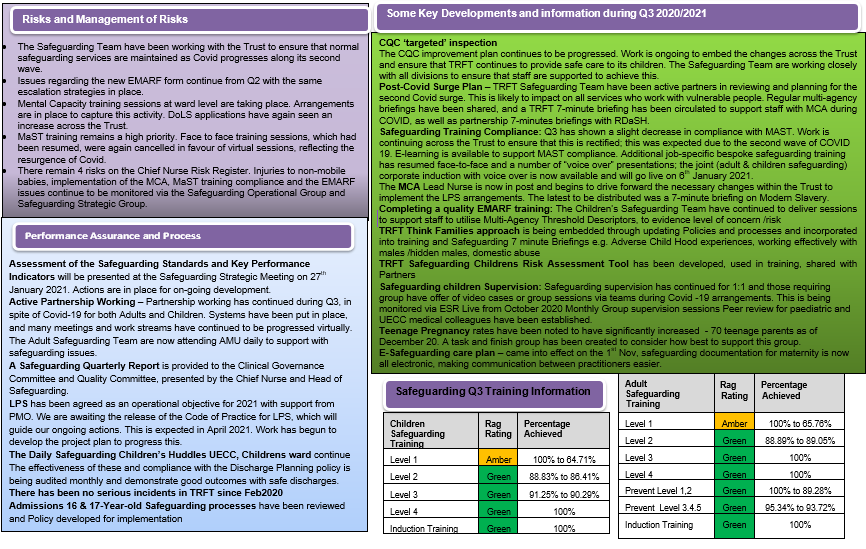 Risks and Management of Risks
The Safeguarding Team have been working with the Trust to ensure that normal
safeguarding services are maintained as Covid progresses along its second
wave.
Issues regarding the new EMARF form continue from Q2 with the same
escalation strategies in place.
Mental Capacity training sessions at ward level are taking place. Arrangements
are in place to capture this activity. DoLS applications have again seen an
increase across the Trust.
MaST training remains a high priority. Face to face training sessions, which had
been resumed, were again cancelled in favour of virtual sessions, reflecting the
resurgence of Covid.
There remain 4 risks on the Chief Nurse Risk Register. Injuries to non-mobile
babies, implementation of the MCA, MaST training compliance and the EMARF
issues continue to be monitored via the Safeguarding Operational Group and
Safeguarding Strategic Group.
Performance Assurance and Process
Assessment of the Safeguarding Standards and Key Performance
Indicators will be presented at the Safeguarding Strategic Meeting on 27th
January 2021. Actions are in place for on-going development.
Active Partnership Working – Partnership working has continued during Q3, in
spite of Covid-19 for both Adults and Children. Systems have been put in place,
and many meetings and work streams have continued to be progressed virtually.
The Adult Safeguarding Team are now attending AMU daily to support with
safeguarding issues.
A Safeguarding Quarterly Report is provided to the Clinical Governance
Committee and Quality Committee, presented by the Chief Nurse and Head of
Safeguarding.
LPS has been agreed as an operational objective for 2021 with support from
PMO. We are awaiting the release of the Code of Practice for LPS, which will
guide our ongoing actions. This is expected in April 2021. Work has begun to
develop the project plan to progress this.
The Daily Safeguarding Children's Huddles UECC, Childrens ward continue
The effectiveness of these and compliance with the Discharge Planning policy is
being audited monthly and demonstrate good outcomes with safe discharges.
There has been no serious incidents in TRFT since Feb2020
Admissions 16 & 17-Year-old Safeguarding processes have been reviewed
and Policy developed for implementation
Some Key Developments and information during Q3 2020/2021
CQC 'targeted' inspection
The CQC improvement plan continues to be progressed. Work is ongoing to embed the changes across the Trust
and ensure that TRFT continues to provide safe care to its children. The Safeguarding Team are working closely
with all divisions to ensure that staff are supported to achieve this.
Post-Covid Surge Plan – TRFT Safeguarding Team have been active partners in reviewing and planning for the
second Covid surge. This is likely to impact on all services who work with vulnerable people. Regular multi-agency
briefings have been shared, and a TRFT 7-minute briefing has been circulated to support staff with MCA during
COVID, as well as partnership 7-minutes briefings with RDaSH.
Safeguarding Training Compliance: Q3 has shown a slight decrease in compliance with MAST. Work is
continuing across the Trust to ensure that this is rectified; this was expected due to the second wave of COVID
19. E-learning is available to support MAST compliance. Additional job-specific bespoke safeguarding training
has resumed face-to-face and a number of "voice over" presentations; the joint (adult & children safeguarding)
corporate induction with voice over is now available and will go live on 6th January 2021.
The MCA Lead Nurse is now in post and begins to drive forward the necessary changes within the Trust to
implement the LPS arrangements. The latest to be distributed was a 7-minute briefing on Modern Slavery.
Completing a quality EMARF training: The Children's Safeguarding Team have continued to deliver sessions
to support staff to utilise Multi-Agency Threshold Descriptors, to evidence level of concern /risk
TRFT Think Families approach is being embedded through updating Policies and processes and incorporated
into training and Safeguarding 7 minute Briefings e.g. Adverse Child Hood experiences, working effectively with
males /hidden males, domestic abuse
TRFT Safeguarding Childrens Risk Assessment Tool has been developed, used in training, shared with
Partners
Safeguarding children Supervision: Safeguarding supervision has continued for 1:1 and those requiring
group have offer of video cases or group sessions via teams during Covid -19 arrangements. This is being
monitored via ESR Live from October 2020 Monthly Group supervision sessions Peer review for paediatric and
UECC medical colleagues have been established.
Teenage Pregnancy rates have been noted to have significantly increased - 70 teenage parents as of
December 20. A task and finish group has been created to consider how best to support this group.
E-Safeguarding care plan – came into effect on the 1st Nov, safeguarding documentation for maternity is now
all electronic, making communication between practitioners easier.
Safeguarding Q3 Training Information
Children Safeguarding Training Rag Rating Percentage Achieved
Level 1 Amber 100% to 64.71%
Level 2 Green 88.83% to 86.41%
Level 3 Green 91.25% to 90.29%
Level 4 Green 100%
Induction Training Green 100%
Adult Safeguarding Training Rag Rating Percentage Achieved
Level 1 Amber 100% to 65.76%
Level 2 Green 88.89% to 89.05%
Level 3 Green 100%
Level 4 Green 100%
Prevent Level 1,2 Green 100% to 89.28%
Prevent Level 3.4.5 Green 95.34% to 93.72%
Induction Training Green 100%